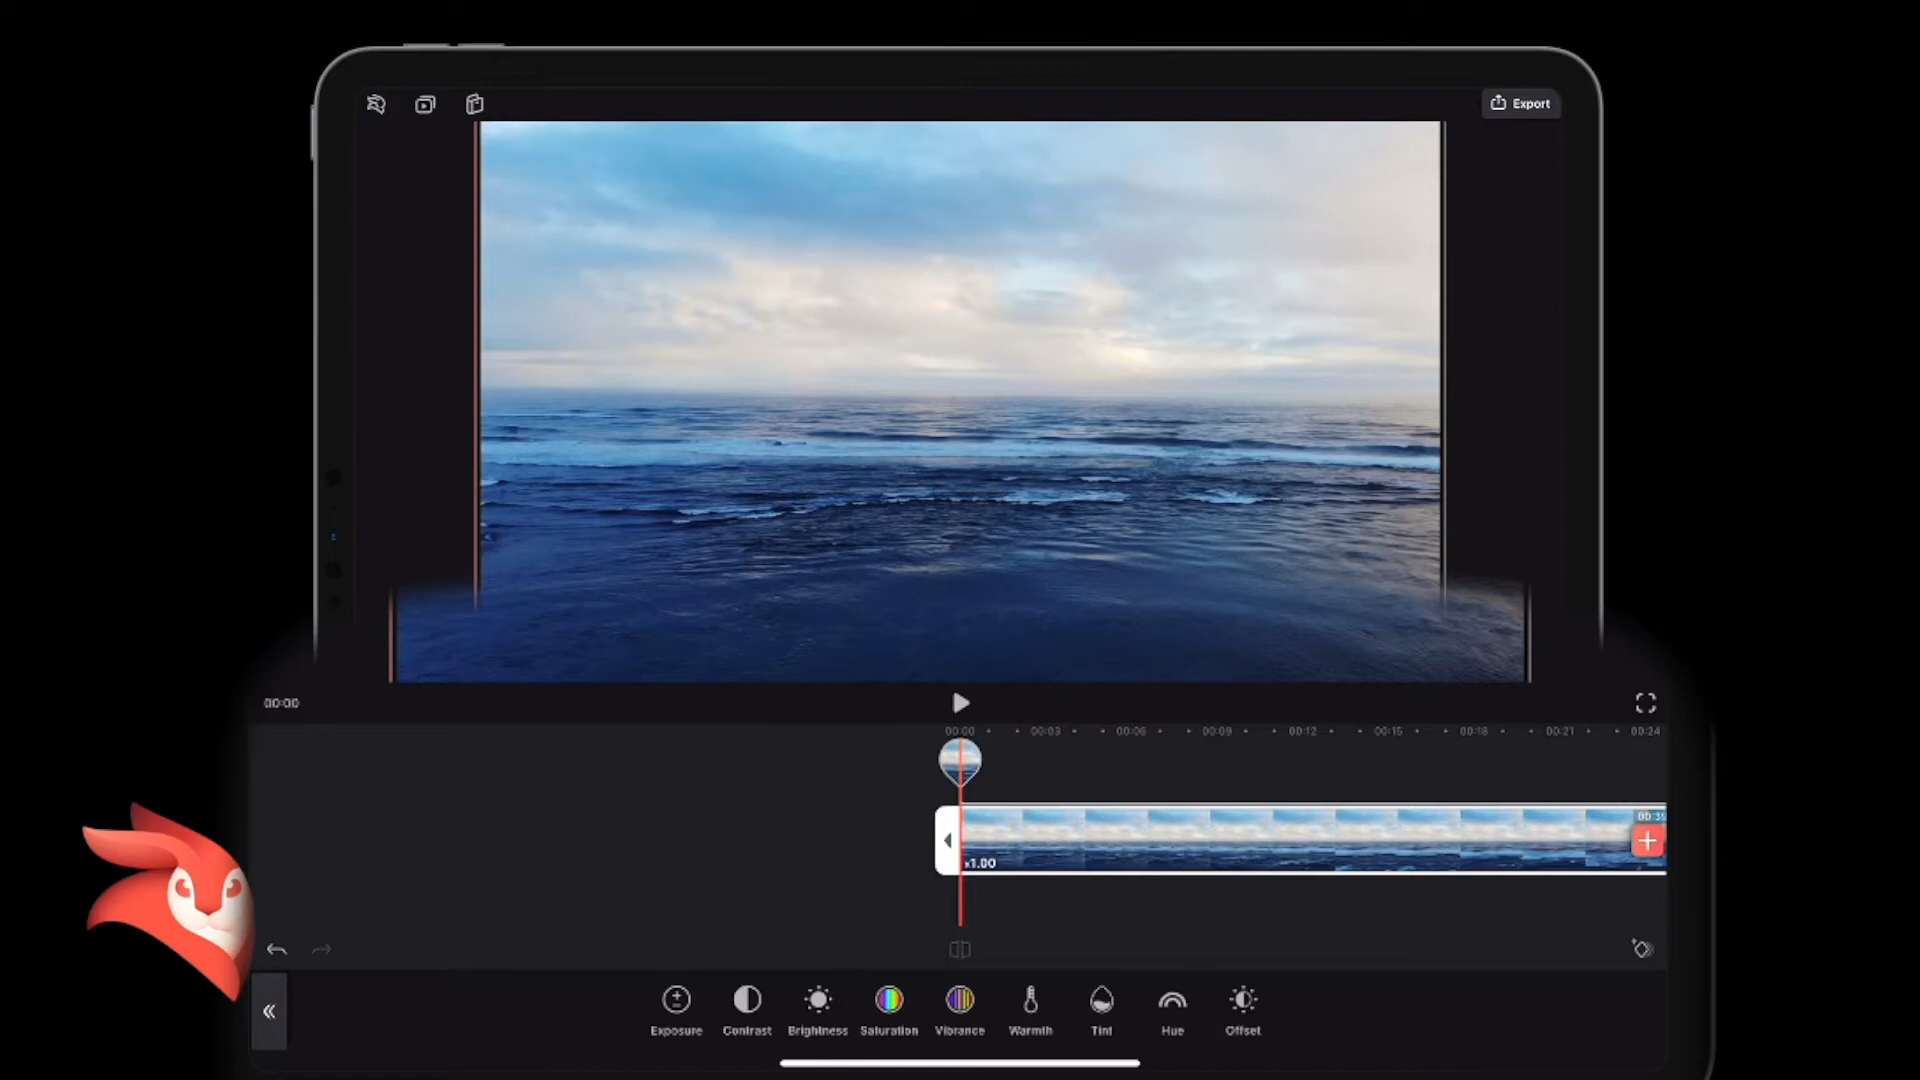 Export
00:00
00:00 00:03 00:06 00:09 00:12 00:15 00:18 00:21 00:24
x1.00
Exposure Contrast Brightness Saturation Vibrance Warmth Tint Hue Offset